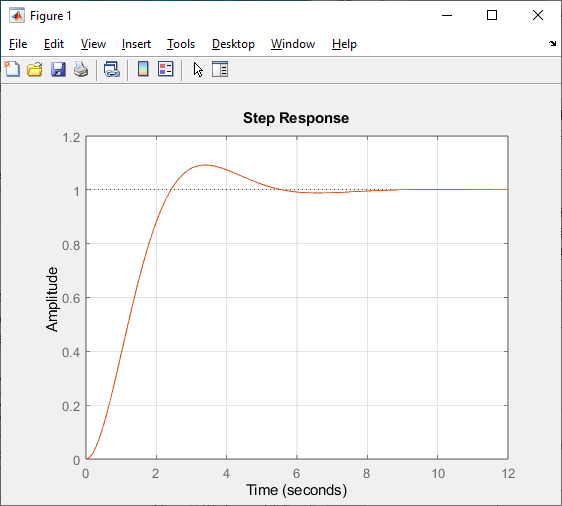 Figure 1
File Edit View Insert Tools Desktop Window Help
Step Response
1.2
1
0.8
0.6
0.4
0.2
0
Amplitude
0 2 4 6 8 10 12
Time (seconds)